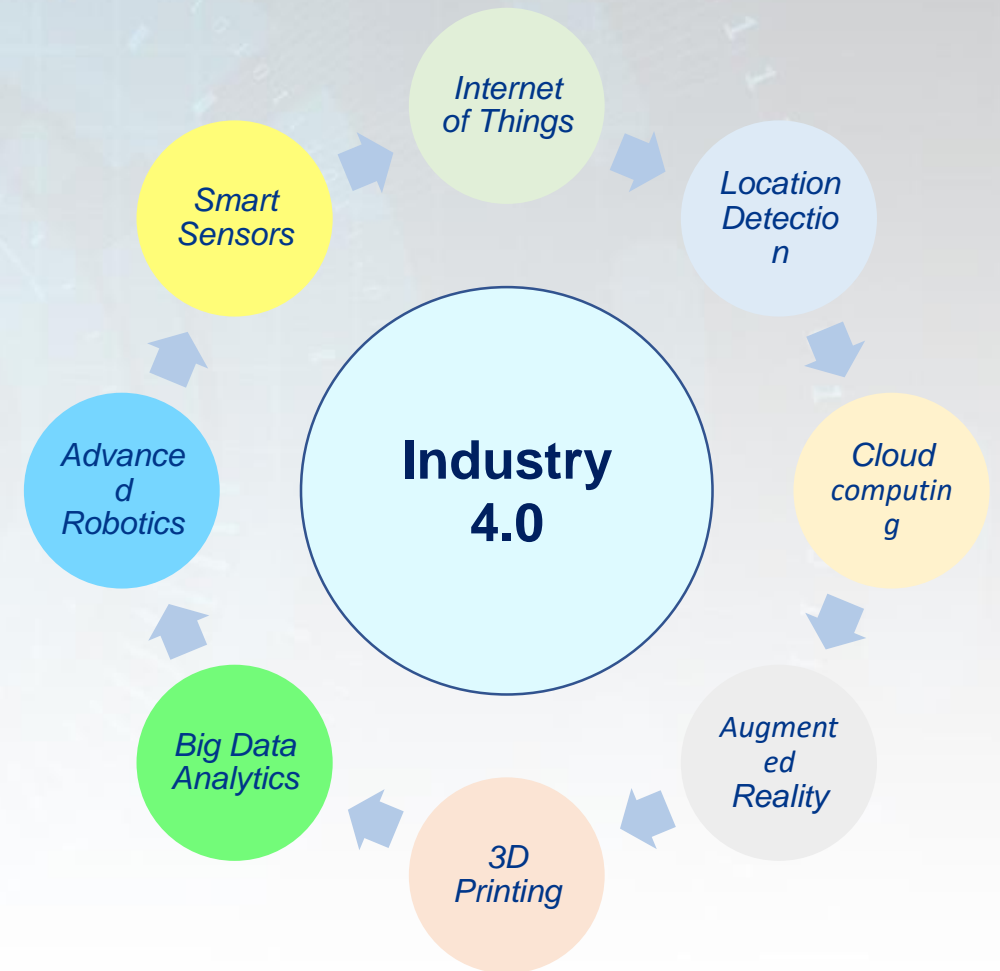 Internet
of Things
Location
Detectio
n
Cloud
computin
g
Augment
ed
Reality
3D
Printing
Big Data
Analytics
Advance
d
Robotics
Smart
Sensors
Industry
4.0